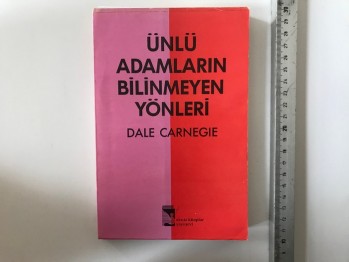 ÜNLÜ
ADAMLARIN
BİLİNMEYEN
YÖNLERİ
DALE CARNEGIE